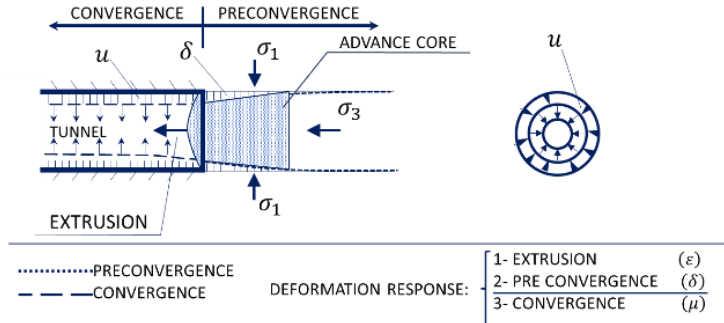 CONVERGENCE PRECONVERGENCE
u δ σ₁ ADVANCE CORE u
TUNNEL σ₃
σ₁
EXTRUSION
PRECONVERGENCE
CONVERGENCE
DEFORMATION RESPONSE:
1- EXTRUSION (ε)
2- PRE CONVERGENCE (δ)
3- CONVERGENCE (μ)